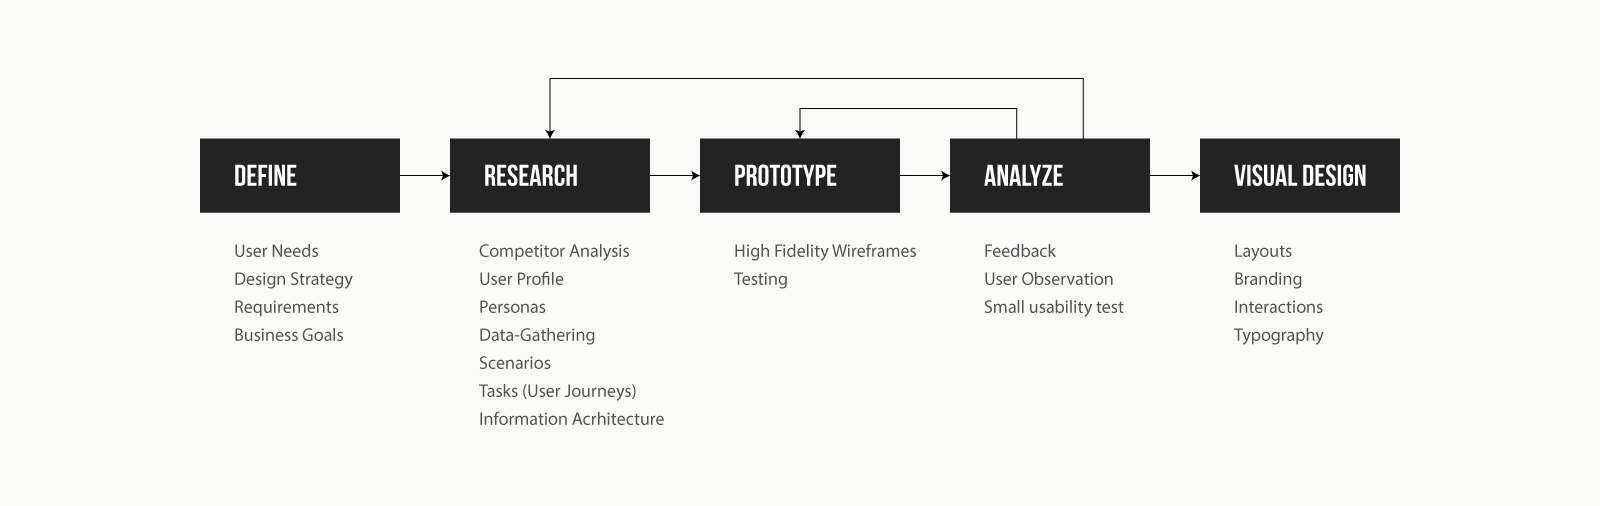 DEFINE
User Needs
Design Strategy
Requirements
Business Goals
RESEARCH
Competitor Analysis
User Profile
Personas
Data-Gathering
Scenarios
Tasks (User Journeys)
Information Acrhitecture
PROTOTYPE
High Fidelity Wireframes
Testing
ANALYZE
Feedback
User Observation
Small usability test
VISUAL DESIGN
Layouts
Branding
Interactions
Typography